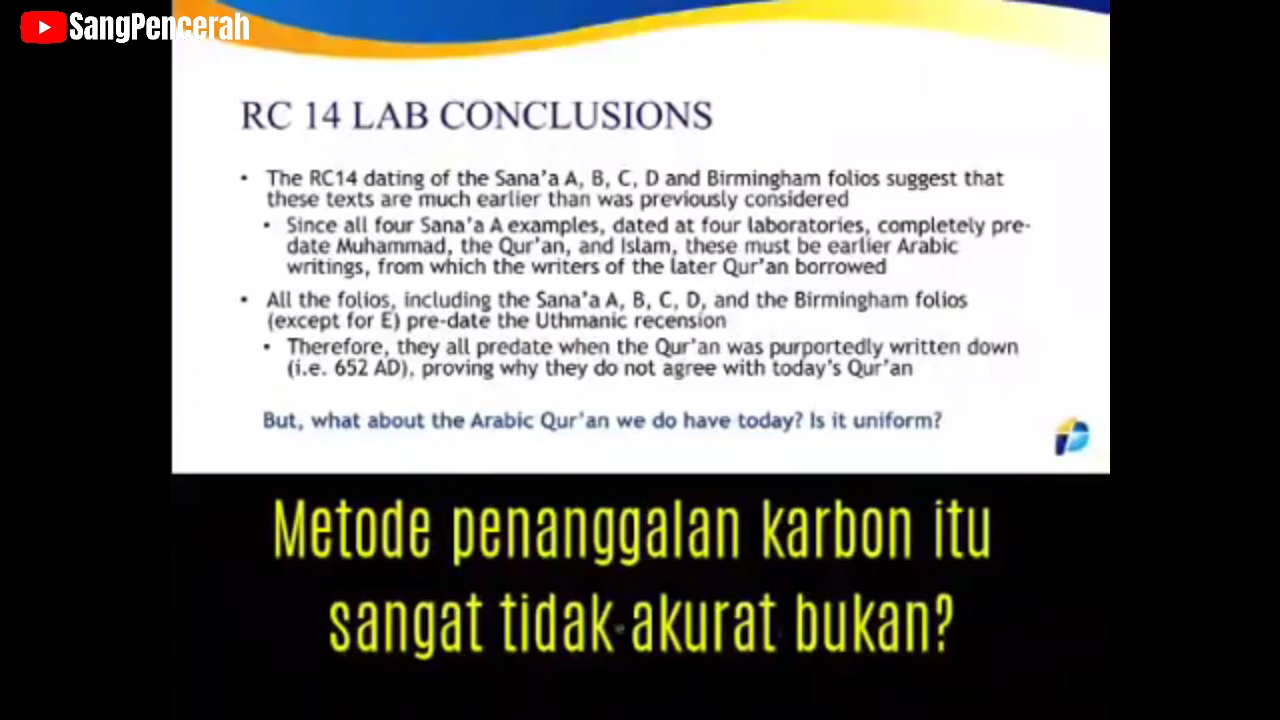 SangPencerah
RC 14 LAB CONCLUSIONS
• The RC14 dating of the Sana'a A, B, C, D and Birmingham folios suggest that
these texts are much earlier than was previously considered
• Since all four Sana'a A examples, dated at four laboratories, completely pre-
date Muhammad, the Qur'an, and Islam, these must be earlier Arabic
writings, from which the writers of the later Qur'an borrowed
• All the folios, including the Sana'a A, B, C, D, and the Birmingham folios
(except for E) pre-date the Uthmanic recension
• Therefore, they all predate when the Qur'an was purportedly written down
(i.e. 652 AD), proving why they do not agree with today's Qur'an
But, what about the Arabic Qur'an we do have today? Is it uniform?
Metode penanggalan karbon itu
sangat tidak akurat bukan?